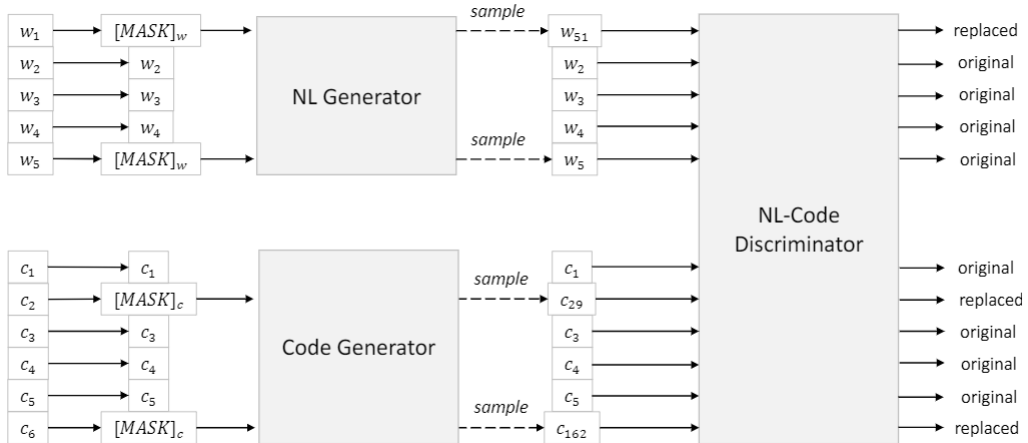 sample
w₁ [MASK]w w₅₁ replaced
w₂ w₂ w₂ original
w₃ w₃ NL Generator w₃ original
w₄ w₄ w₄ original
sample
w₅ [MASK]w w₅ original
NL-Code
Discriminator
c₁ c₁ c₁ original
sample
c₂ [MASK]c c₂₉ replaced
c₃ c₃ c₃ original
Code Generator
c₄ c₄ c₄ original
c₅ c₅ c₅ original
sample
c₆ [MASK]c c₁₆₂ replaced